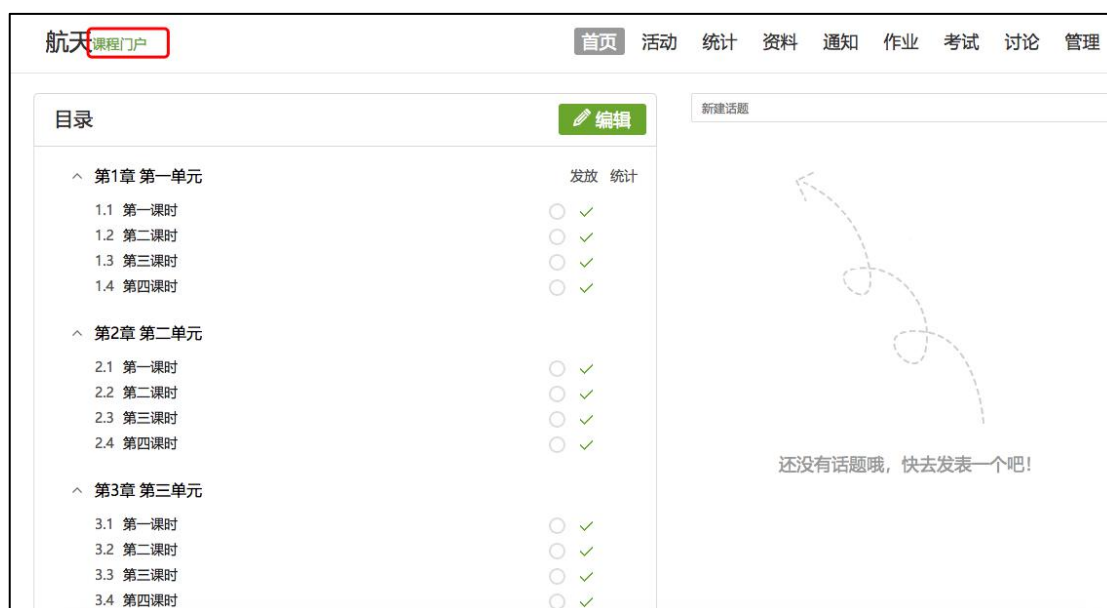 航天 课程门户 首页 活动 统计 资料 通知 作业 考试 讨论 管理
目录 编辑
第1章 第一单元 发放 统计
1.1 第一课时
1.2 第二课时
1.3 第三课时
1.4 第四课时
第2章 第二单元
2.1 第一课时
2.2 第二课时
2.3 第三课时
2.4 第四课时
第3章 第三单元
3.1 第一课时
3.2 第二课时
3.3 第三课时
3.4 第四课时
新建话题
还没有话题哦，快去发表一个吧！